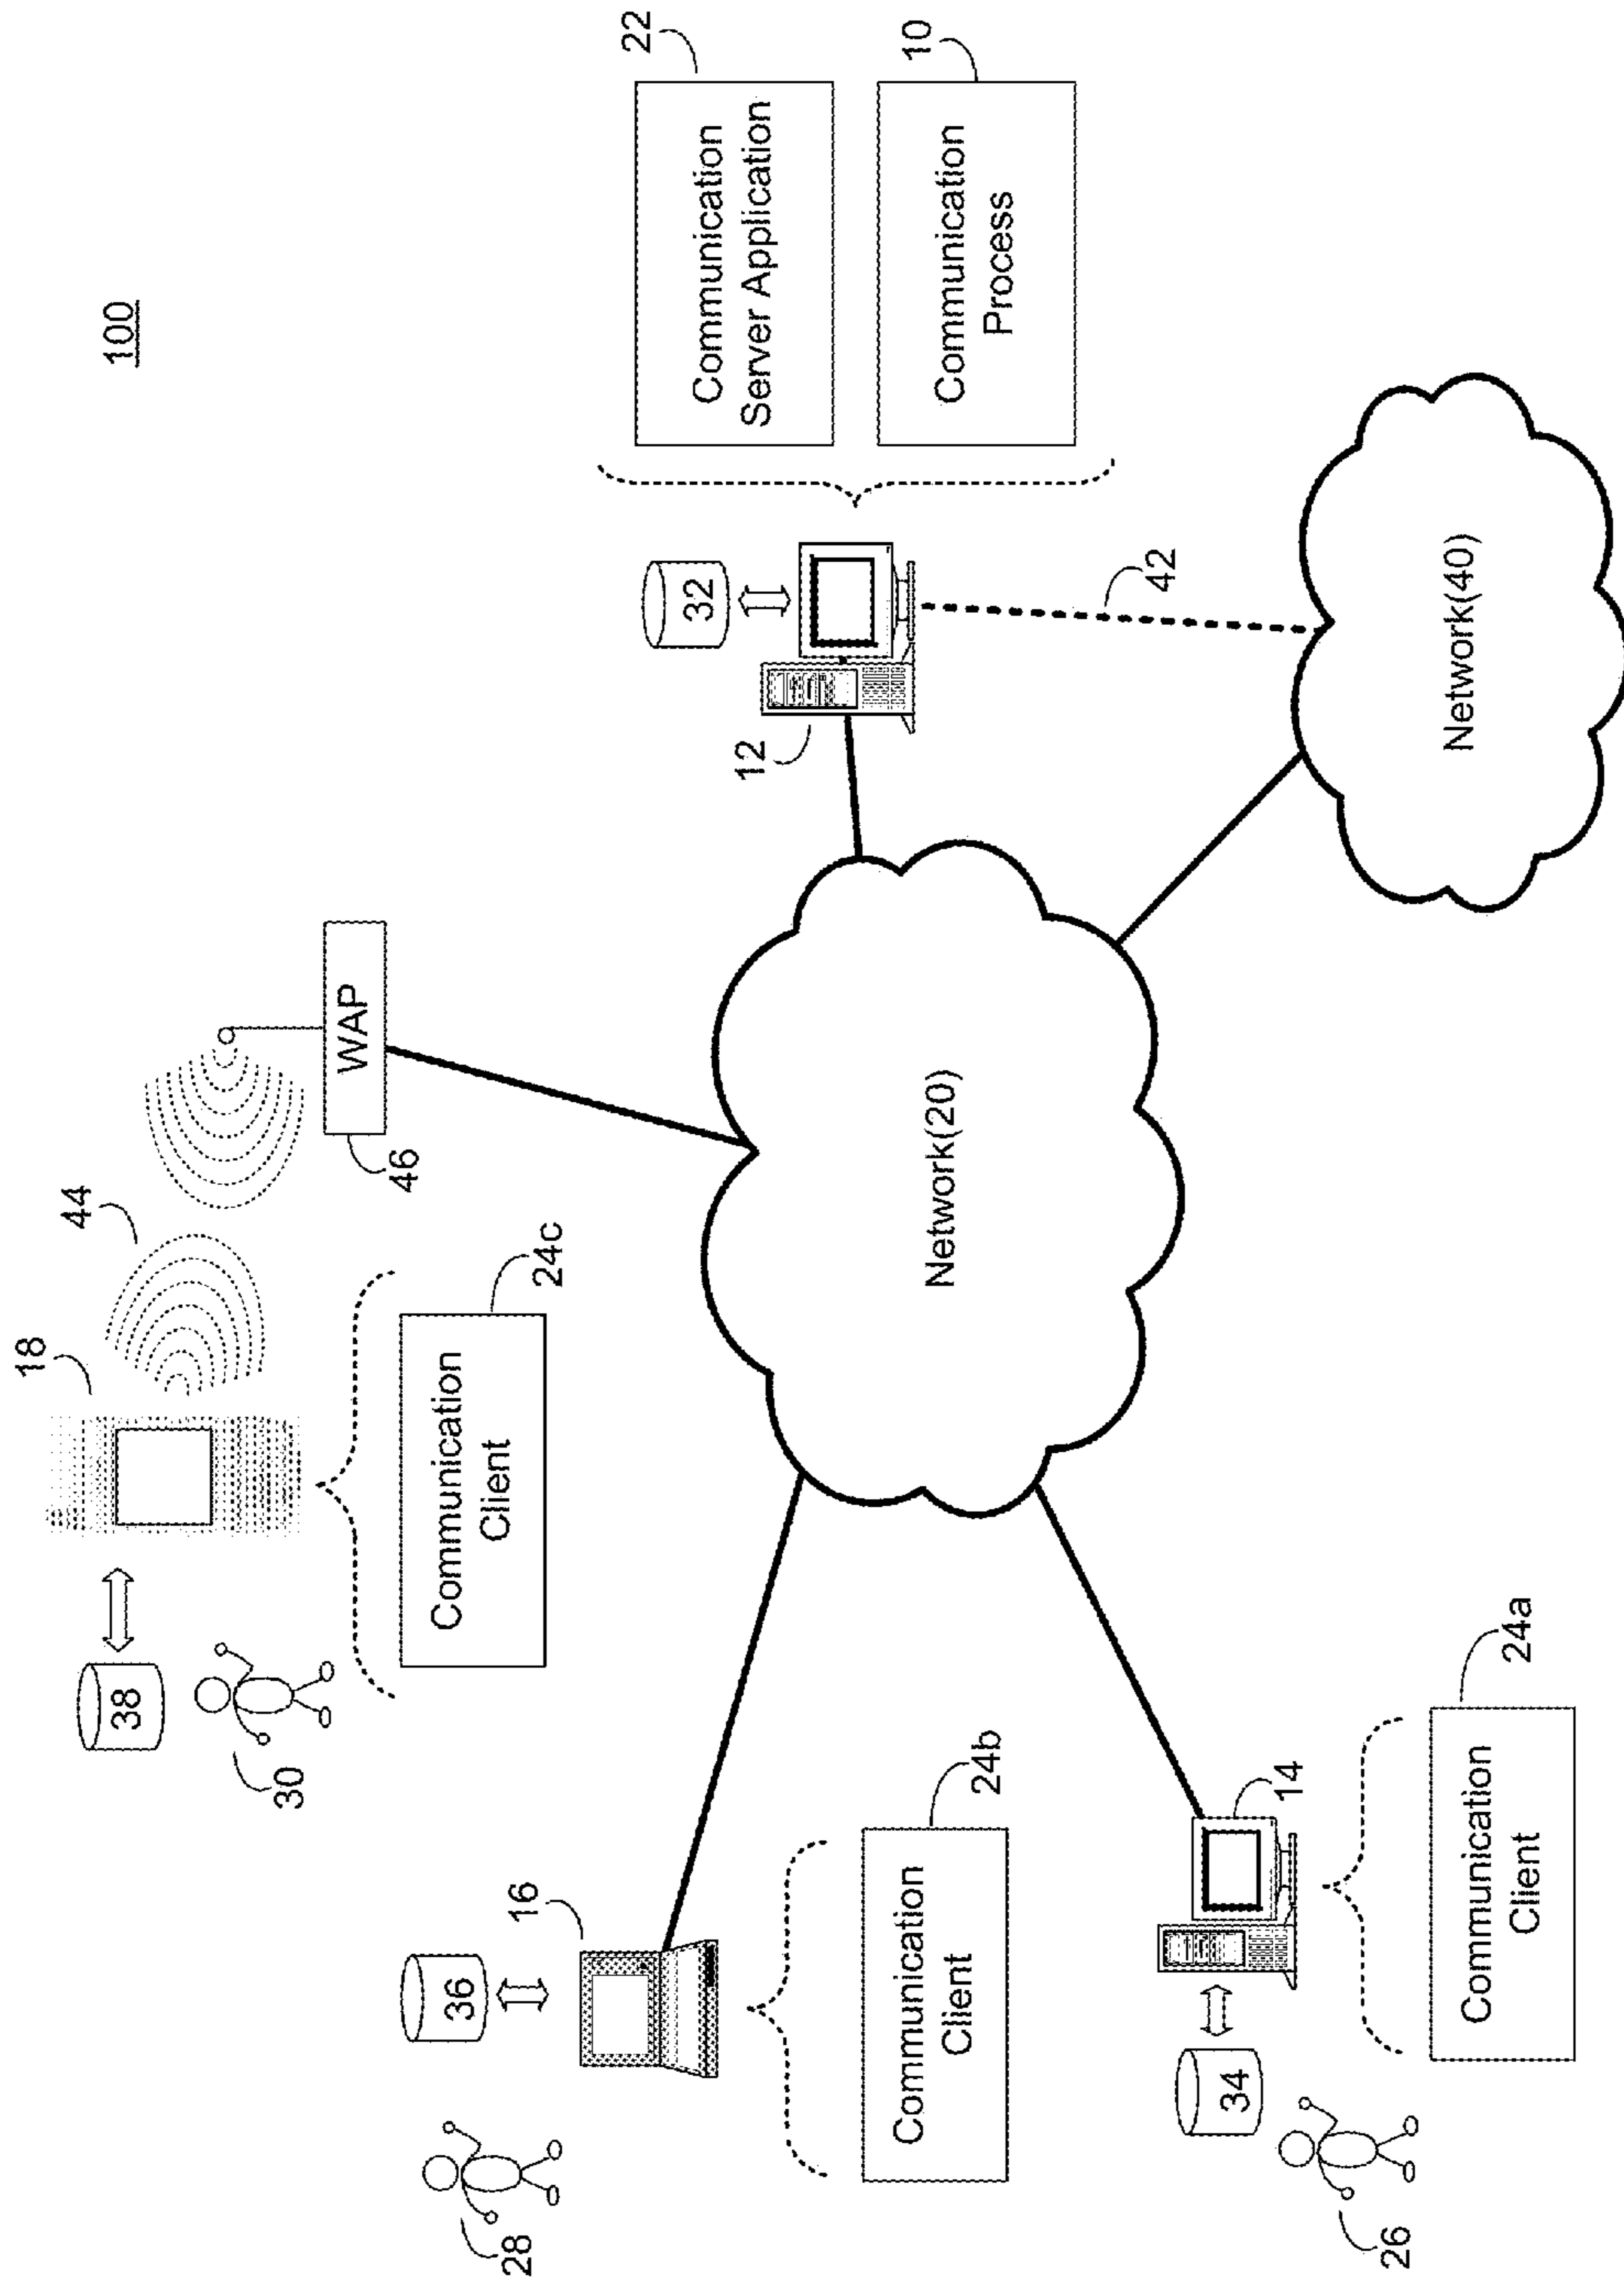 100
18
44
38
30
Communication
Client
24c
WAP
46
32
12
22
Communication
Server Application
10
Communication
Process
36
16
28
24b
Communication
Client
Network(20)
42
Network(40)
34
14
26
24a
Communication
Client